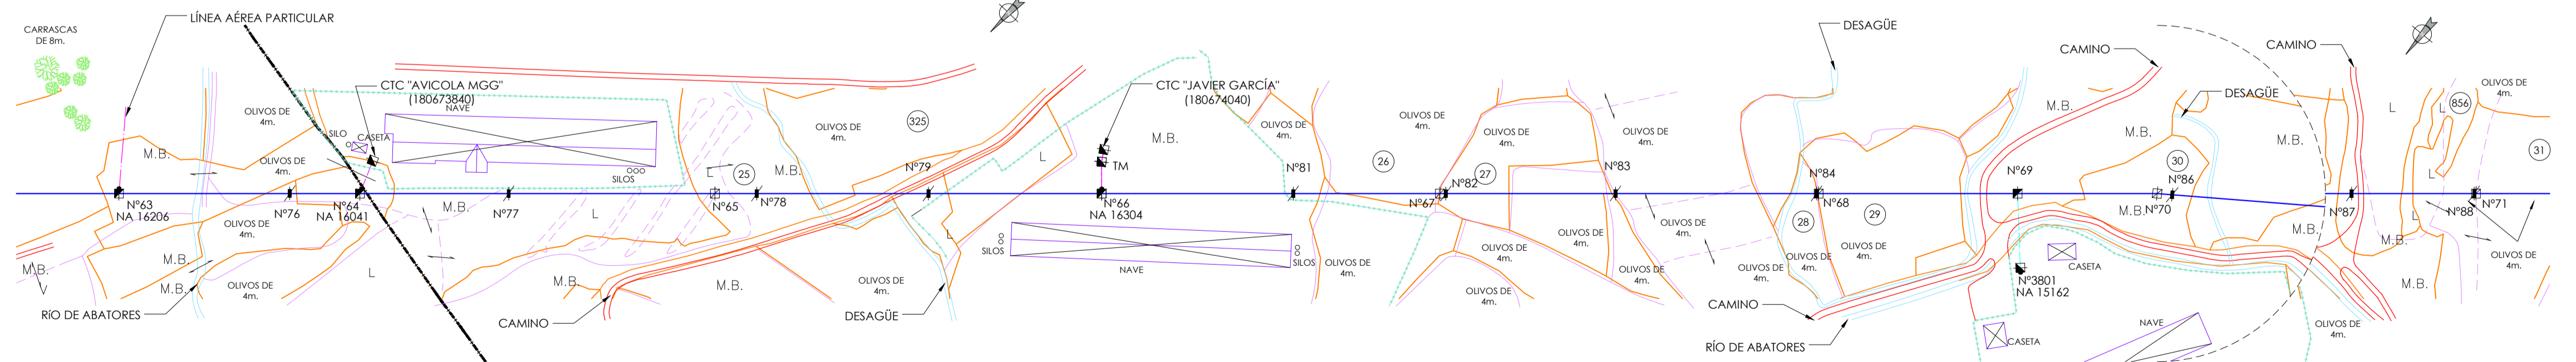 LÍNEA AÉREA PARTICULAR
CARRASCAS
DE 8m.
CTC "AVICOLA MGG"
(180673840)
NAVE
OLIVOS DE
4m.
SILO
CASETA
M.B.
OLIVOS DE
4m.
SILOS
Nº63
NA 16206
Nº76
Nº64
NA 16041
M.B.
Nº77
L
L
25
Nº65
Nº78
M.B.
OLIVOS DE
4m.
325
Nº79
OLIVOS DE
4m.
M.B.
M.B.
M.B.
OLIVOS DE
4m.
L
M.B.
M.B.
RÍO DE ABATORES
CAMINO
OLIVOS DE
4m.
DESAGÜE
L
L
CTC "JAVIER GARCÍA"
(180674040)
M.B.
TM
Nº66
NA 16304
SILOS
NAVE
SILOS
OLIVOS DE
4m.
Nº81
OLIVOS DE
4m.
26
OLIVOS DE
4m.
Nº67
Nº82
27
OLIVOS DE
4m.
Nº83
OLIVOS DE
4m.
OLIVOS DE
4m.
OLIVOS DE
4m.
OLIVOS DE
4m.
OLIVOS DE
4m.
OLIVOS DE
4m.
DESAGÜE
Nº84
Nº68
28
29
OLIVOS DE
4m.
OLIVOS DE
4m.
OLIVOS DE
4m.
CAMINO
RÍO DE ABATORES
Nº69
CASETA
Nº3801
NA 15162
CASETA
CAMINO
M.B.
DESAGÜE
M.B.
30
Nº86
M.B.
Nº70
M.B.
M.B.
NAVE
OLIVOS DE
4m.
CAMINO
Nº87
L
L
856
OLIVOS DE
4m.
31
L
L
Nº88
Nº71
M.B.
M.B.
OLIVOS DE
4m.